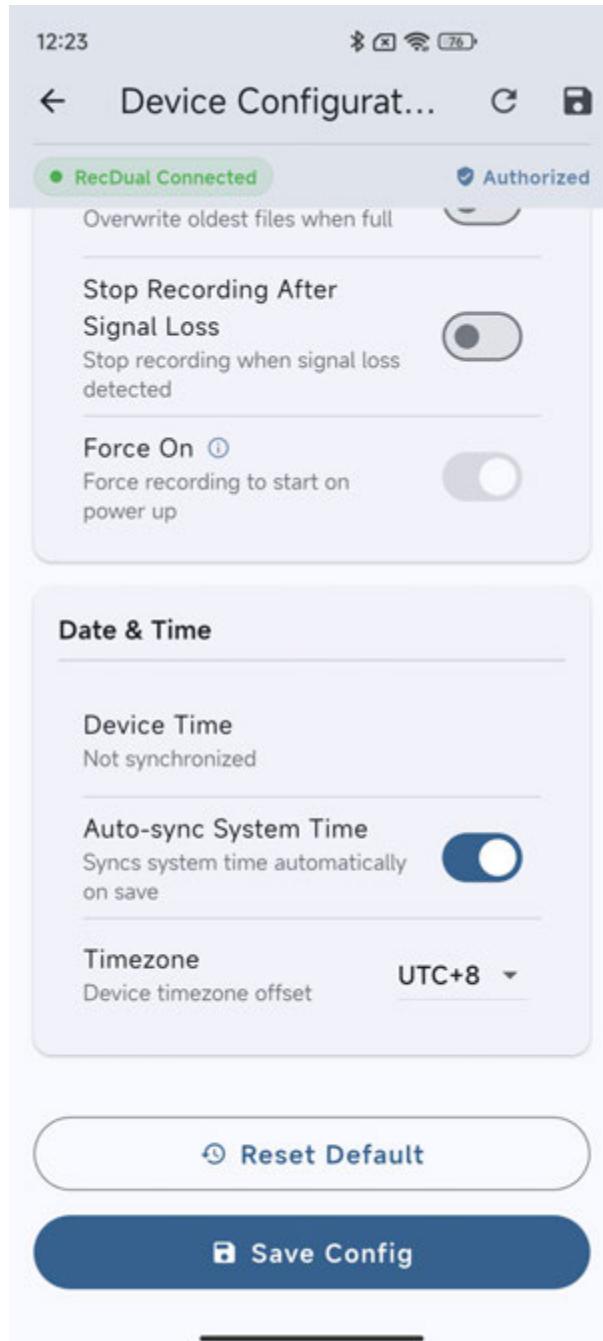 12:23
76
Device Configurat...
RecDual Connected
Authorized
Overwrite oldest files when full
Stop Recording After
Signal Loss
Stop recording when signal loss
detected
Force On
Force recording to start on
power up
Date & Time
Device Time
Not synchronized
Auto-sync System Time
Syncs system time automatically
on save
Timezone
Device timezone offset
UTC+8
Reset Default
Save Config